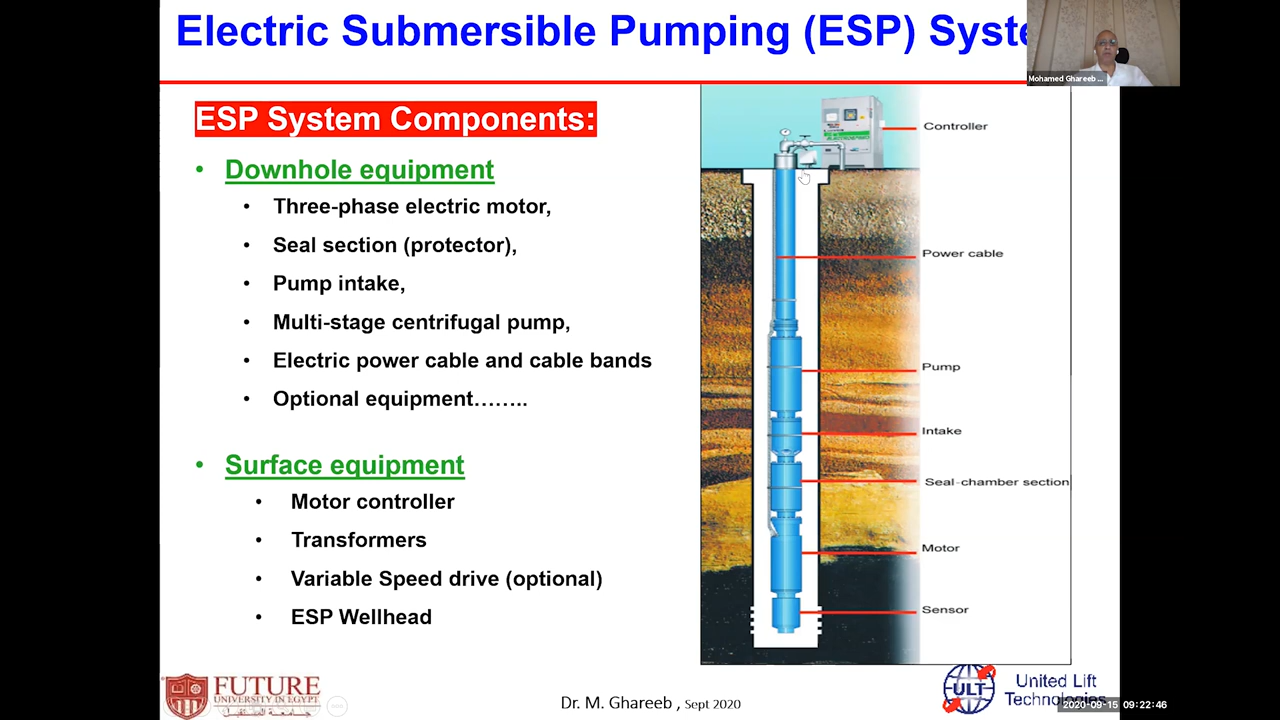 Electric Submersible Pumping (ESP) Syste
Mohamed Ghareeb ...
ESP System Components:
• Downhole equipment
• Three-phase electric motor,
• Seal section (protector),
• Pump intake,
• Multi-stage centrifugal pump,
• Electric power cable and cable bands
• Optional equipment……..
• Surface equipment
• Motor controller
• Transformers
• Variable Speed drive (optional)
• ESP Wellhead
Controller
Power cable
Pump
Intake
Seal-chamber section
Motor
Sensor
FUTURE
UNIVERSITY IN EGYPT
جامعة المستقبل
Dr. M. Ghareeb , Sept 2020
ULT
United Lift
Technologies
2020-09-15 09:22:46